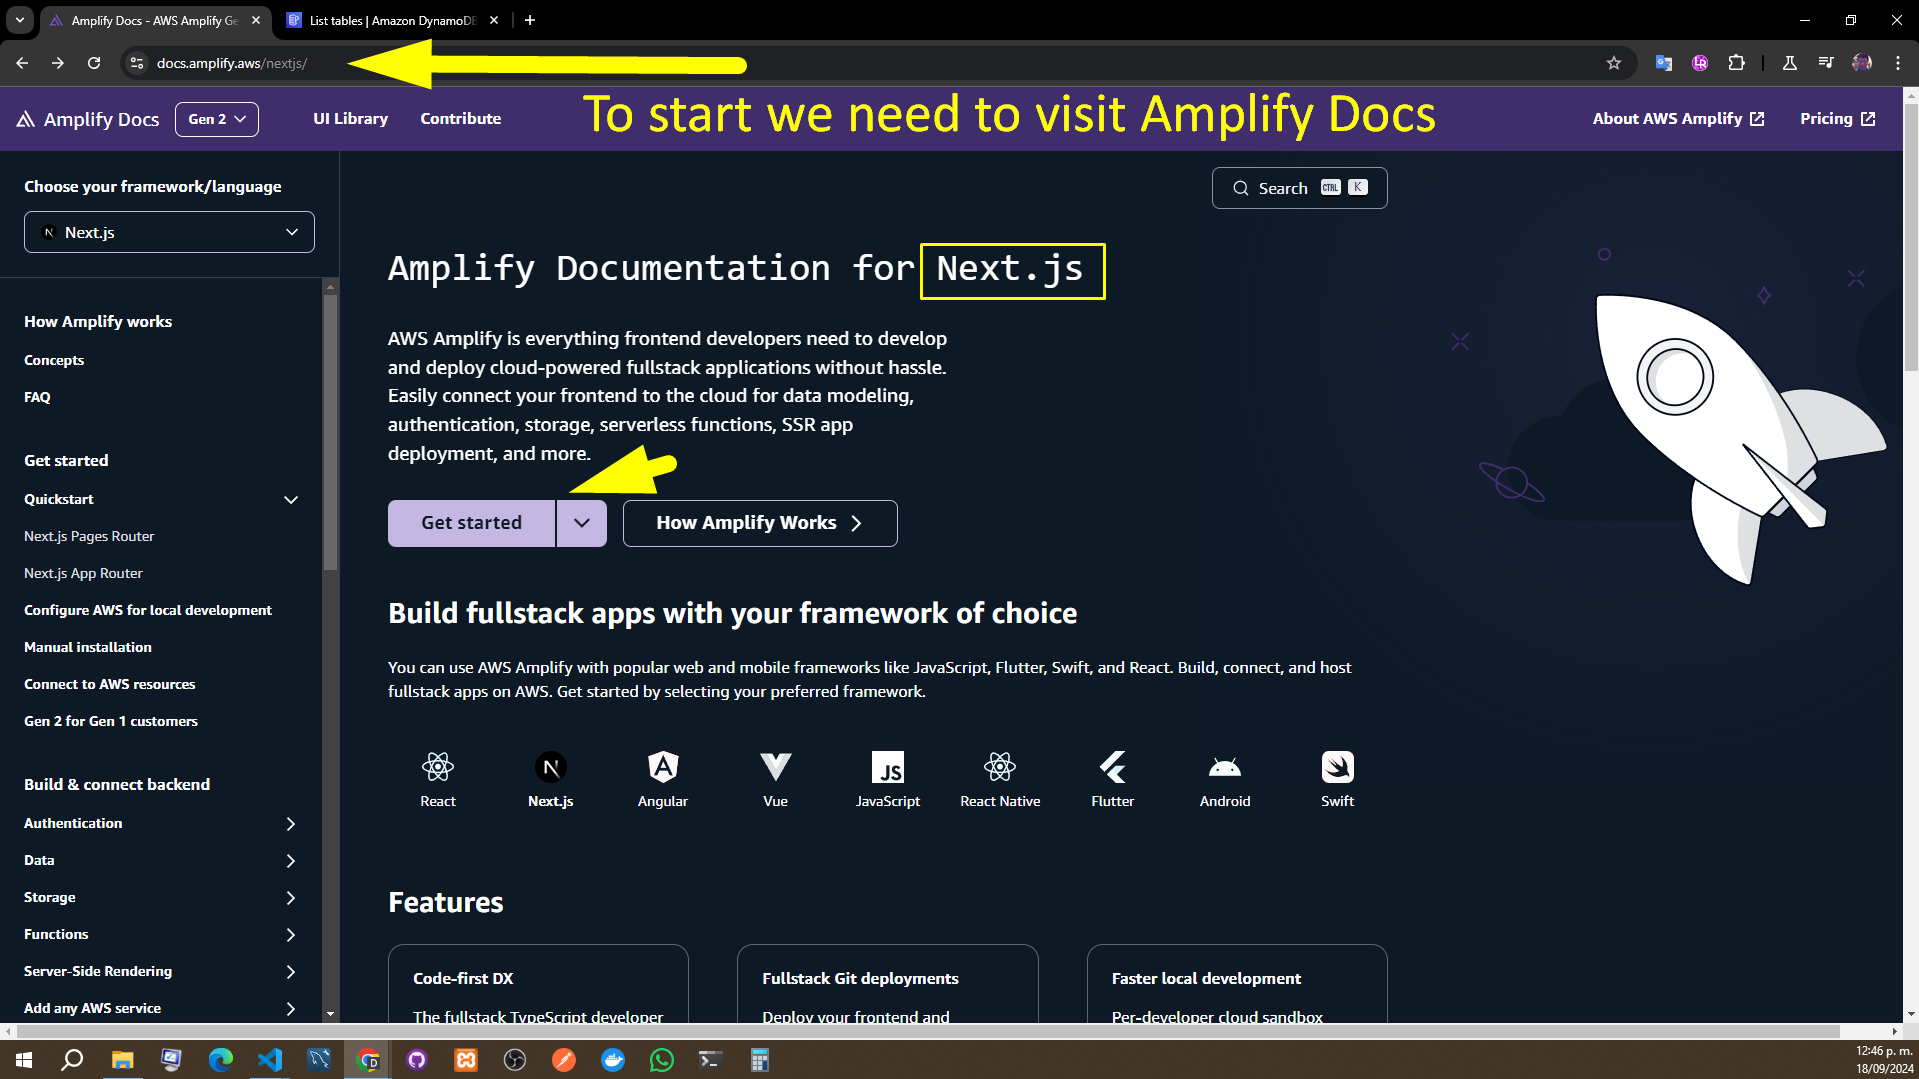 Amplify Docs - AWS Amplify Ge
List tables | Amazon DynamoDB
docs.amplify.aws/nextjs/
Amplify Docs
Gen 2
UI Library
Contribute
To start we need to visit Amplify Docs
About AWS Amplify
Pricing
Choose your framework/language
Next.js
Search CTRL K
Amplify Documentation for Next.js
AWS Amplify is everything frontend developers need to develop
and deploy cloud-powered fullstack applications without hassle.
Easily connect your frontend to the cloud for data modeling,
authentication, storage, serverless functions, SSR app
deployment, and more.
Get started
How Amplify Works
How Amplify works
Concepts
FAQ
Get started
Quickstart
Next.js Pages Router
Next.js App Router
Configure AWS for local development
Manual installation
Connect to AWS resources
Gen 2 for Gen 1 customers
Build & connect backend
Authentication
Data
Storage
Functions
Server-Side Rendering
Add any AWS service
Build fullstack apps with your framework of choice
You can use AWS Amplify with popular web and mobile frameworks like JavaScript, Flutter, Swift, and React. Build, connect, and host
fullstack apps on AWS. Get started by selecting your preferred framework.
React
Next.js
Angular
Vue
JS
JavaScript
React Native
Flutter
Android
Swift
Features
Code-first DX
The fullstack TypeScript developer
Fullstack Git deployments
Deploy your frontend and
Faster local development
Per-developer cloud sandbox
12:46 p. m.
18/09/2024